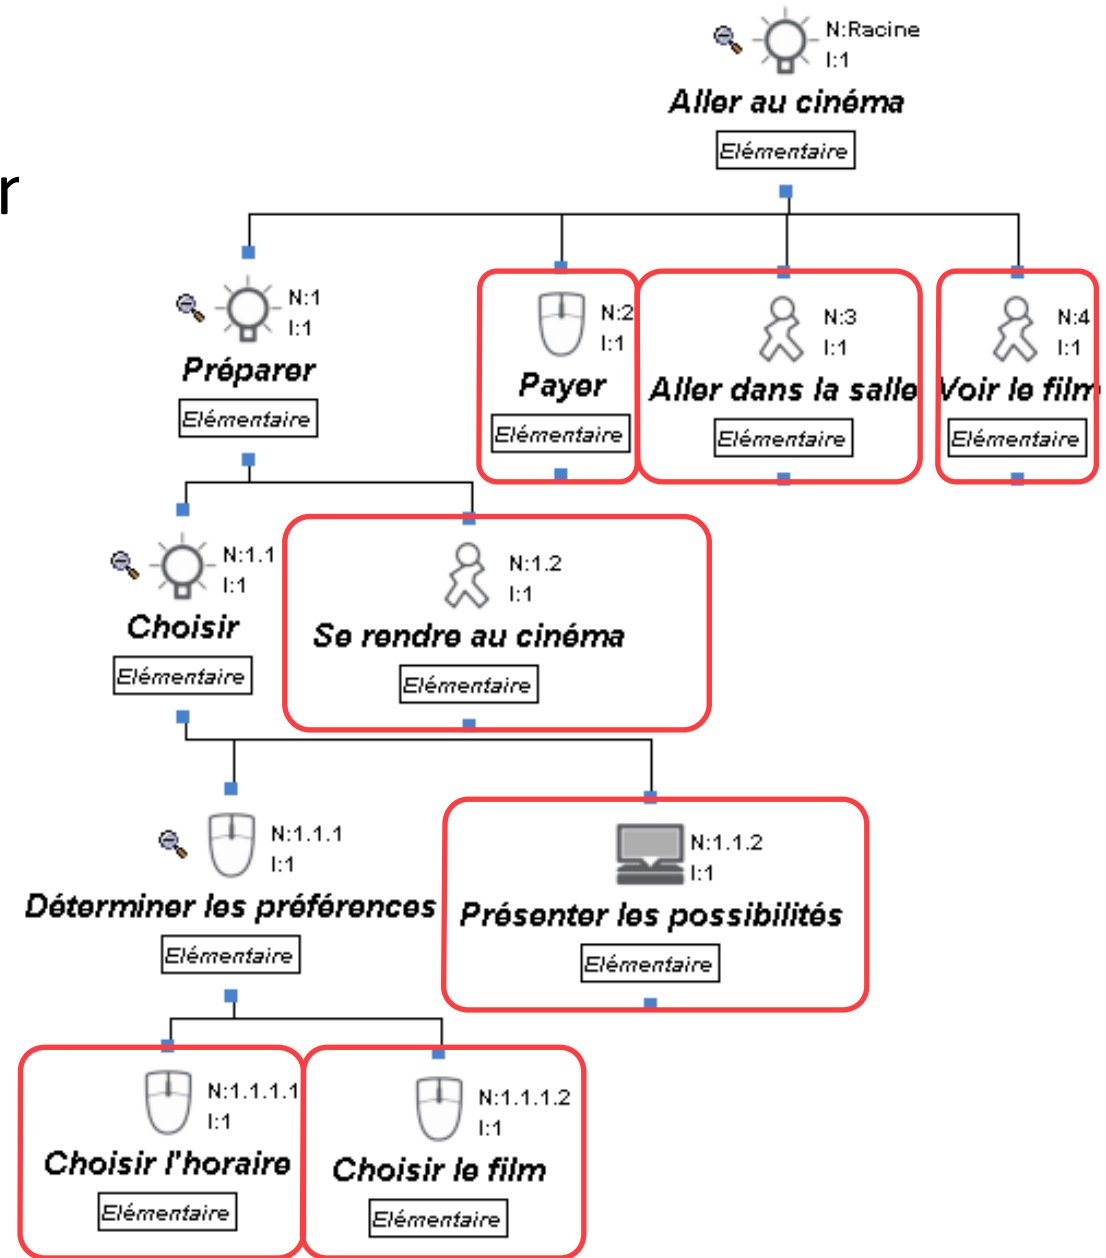 N:Racine
I:1
Aller au cinéma
Elémentaire
r
N:1
I:1
Préparer
Elémentaire
N:2
I:1
Payer
Elémentaire
N:3
I:1
Aller dans la salle
Elémentaire
N:4
I:1
Voir le film
Elémentaire
N:1.1
I:1
Choisir
Elémentaire
N:1.2
I:1
Se rendre au cinéma
Elémentaire
N:1.1.1
I:1
Déterminer les préférences
Elémentaire
N:1.1.2
I:1
Présenter les possibilités
Elémentaire
N:1.1.1.1
I:1
Choisir l'horaire
Elémentaire
N:1.1.1.2
I:1
Choisir le film
Elémentaire